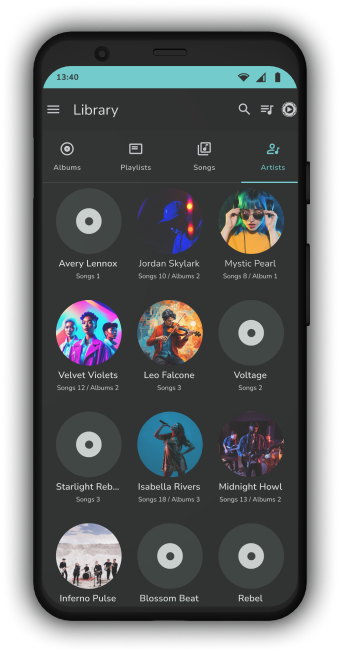 13:40
Library
Albums
Playlists
Songs
Artists
Avery Lennox
Jordan Skylark
Mystic Pearl
Songs 1
Songs 10 / Albums 2
Songs 8 / Album 1
Velvet Violets
Leo Falcone
Voltage
Songs 12 / Albums 2
Songs 3
Songs 2
Starlight Reb...
Isabella Rivers
Midnight Howl
Songs 3
Songs 18 / Albums 3
Songs 13 / Albums 2
Inferno Pulse
Blossom Beat
Rebel